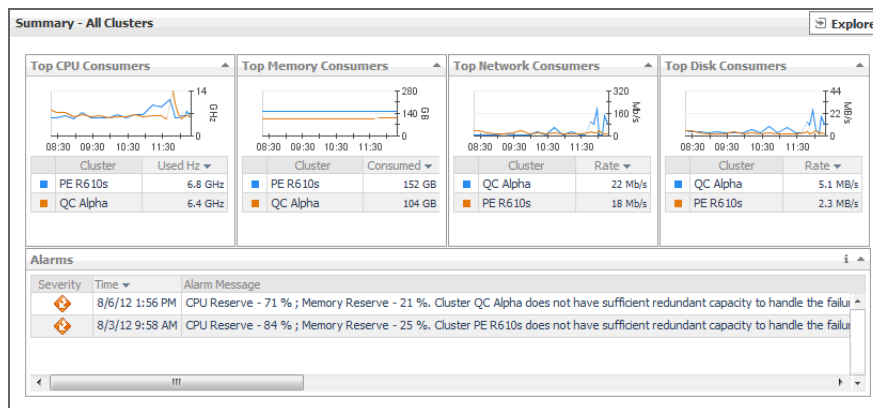 Summary - All Clusters
Explore
Top CPU Consumers
14
GHz
0
08:30 09:30 10:30 11:30
Cluster Used Hz
PE R610s 6.8 GHz
QC Alpha 6.4 GHz
Top Memory Consumers
280
140
GB
0
08:30 09:30 10:30 11:30
Cluster Consumed
PE R610s 152 GB
QC Alpha 104 GB
Top Network Consumers
320
160
Mb/s
0
08:30 09:30 10:30 11:30
Cluster Rate
QC Alpha 22 Mb/s
PE R610s 18 Mb/s
Top Disk Consumers
44
22
MB/s
0
08:30 09:30 10:30 11:30
Cluster Rate
QC Alpha 5.1 MB/s
PE R610s 2.3 MB/s
Alarms
Severity Time Alarm Message
8/6/12 1:56 PM CPU Reserve - 71 % ; Memory Reserve - 21 %. Cluster QC Alpha does not have sufficient redundant capacity to handle the failu
8/3/12 9:58 AM CPU Reserve - 84 % ; Memory Reserve - 25 %. Cluster PE R610s does not have sufficient redundant capacity to handle the failu